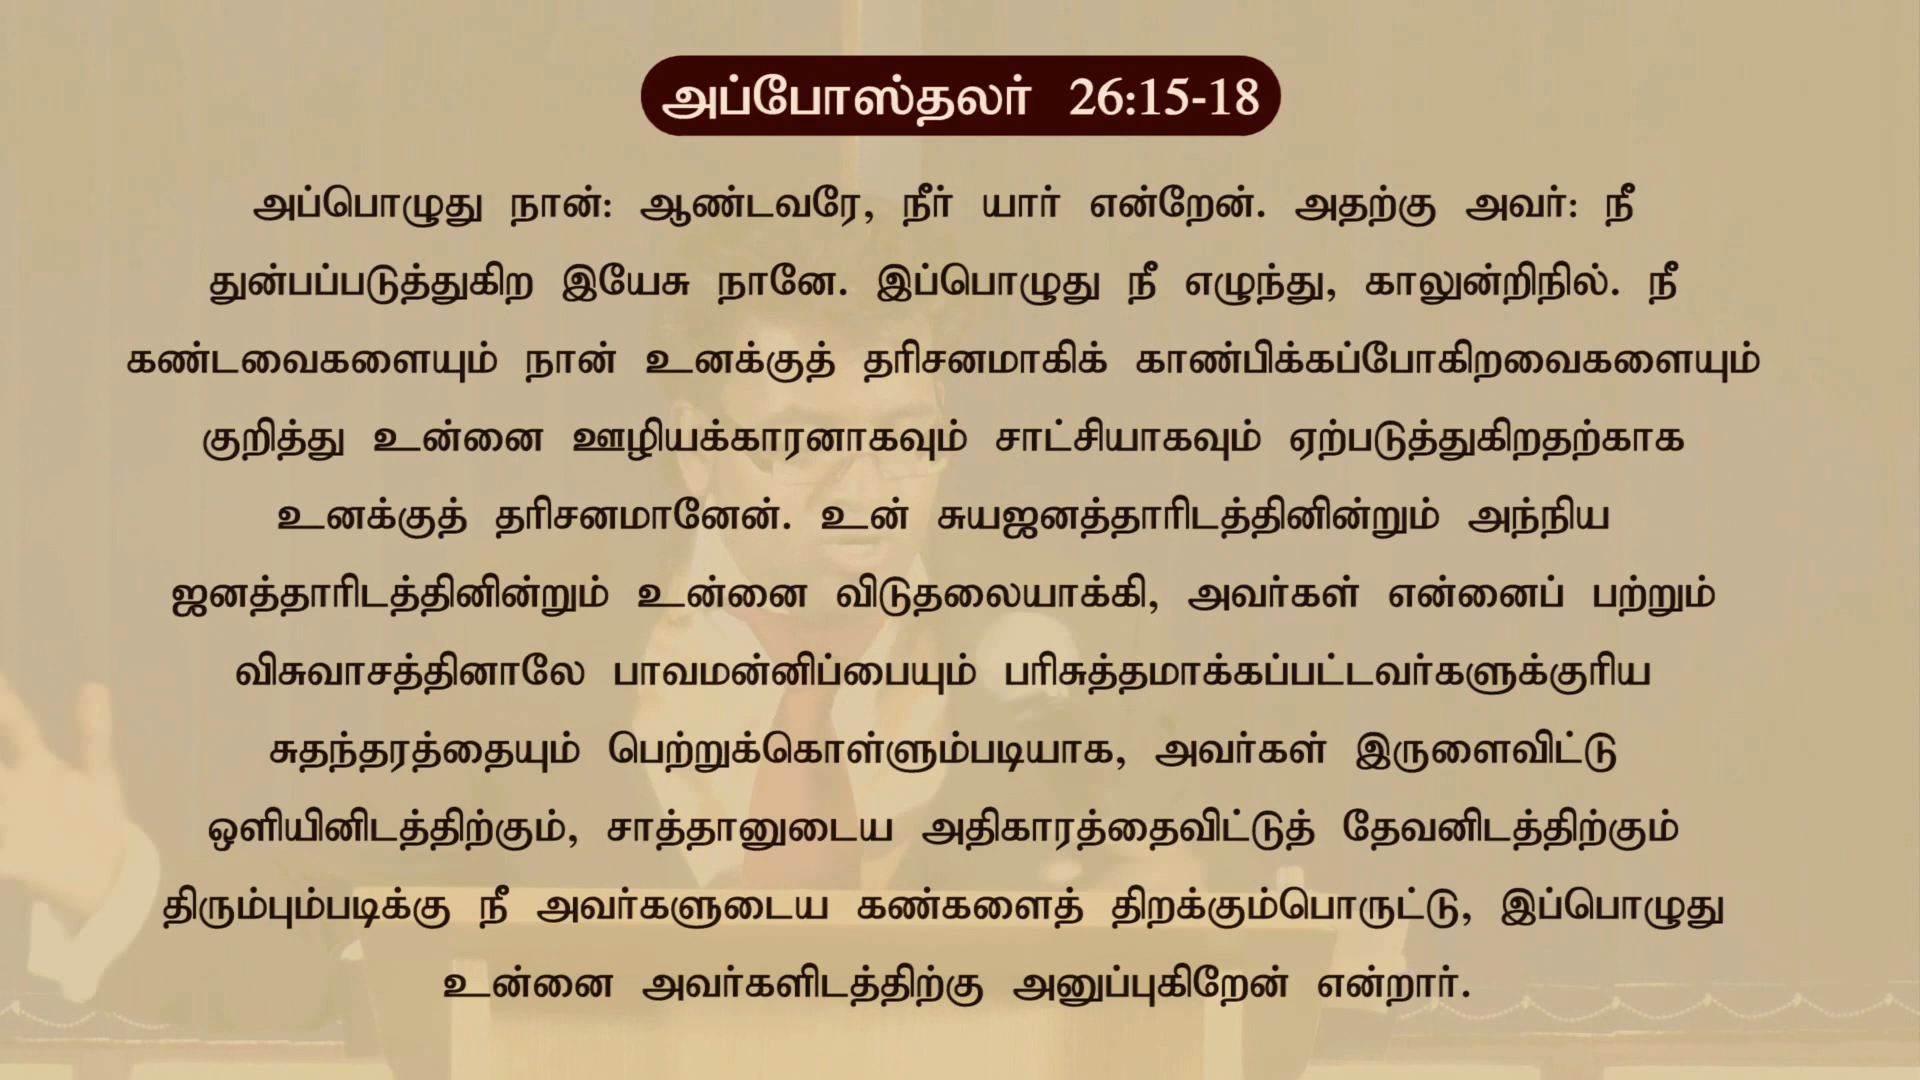 அப்போஸ்தலர் 26:15-18
அப்பொழுது நான்: ஆண்டவரே, நீர் யார் என்றேன். அதற்கு அவர்: நீ
துன்பப்படுத்துகிற இயேசு நானே. இப்பொழுது நீ எழுந்து, காலுன்றிநில். நீ
கண்டவைகளையும் நான் உனக்குத் தரிசனமாகிக் காண்பிக்கப்போகிறவைகளையும்
குறித்து உன்னை ஊழியக்காரனாகவும் சாட்சியாகவும் ஏற்படுத்துகிறதற்காக
உனக்குத் தரிசனமானேன். உன் சுயஜனத்தாரிடத்தினின்றும் அந்நிய
ஜனத்தாரிடத்தினின்றும் உன்னை விடுதலையாக்கி, அவர்கள் என்னைப் பற்றும்
விசுவாசத்தினாலே பாவமன்னிப்பையும் பரிசுத்தமாக்கப்பட்டவர்களுக்குரிய
சுதந்தரத்தையும் பெற்றுக்கொள்ளும்படியாக, அவர்கள் இருளைவிட்டு
ஒளியினிடத்திற்கும், சாத்தானுடைய அதிகாரத்தைவிட்டுத் தேவனிடத்திற்கும்
திரும்பும்படிக்கு நீ அவர்களுடைய கண்களைத் திறக்கும்பொருட்டு, இப்பொழுது
உன்னை அவர்களிடத்திற்கு அனுப்புகிறேன் என்றார்.